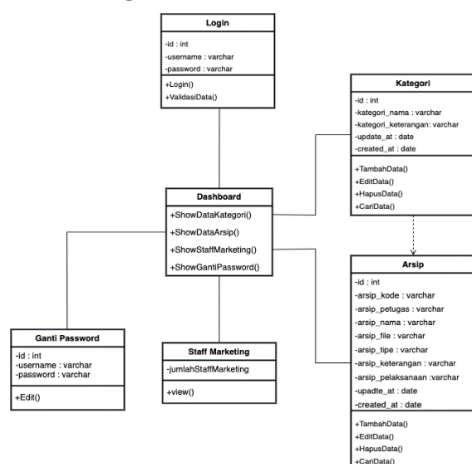 Login
-id : int
-username : varchar
-password : varchar
+Login()
+ValidasiData()
Kategori
-id : int
-kategori_nama : varchar
-kategori_keterangan: varchar
-update_at : date
-created_at : date
+TambahData()
+EditData()
+HapusData()
+CariData()
Dashboard
+ShowDataKategori()
+ShowDataArsip()
+ShowStaffMarketing()
+ShowGantiPassword()
Arsip
-id : int
-arsip_kode : varchar
-arsip_petugas : varchar
-arsip_nama : varchar
-arsip_file : varchar
-arsip_tipe : varchar
-arsip_keterangan : varchar
-arsip_pelaksanaan :varchar
-upadte_at : date
-created_at : date
+TambahData()
+EditData()
+HapusData()
+CariData()
Ganti Password
-id : int
-username : varchar
-password : varchar
+Edit()
Staff Marketing
-jumlahStaffMarketing
+view()